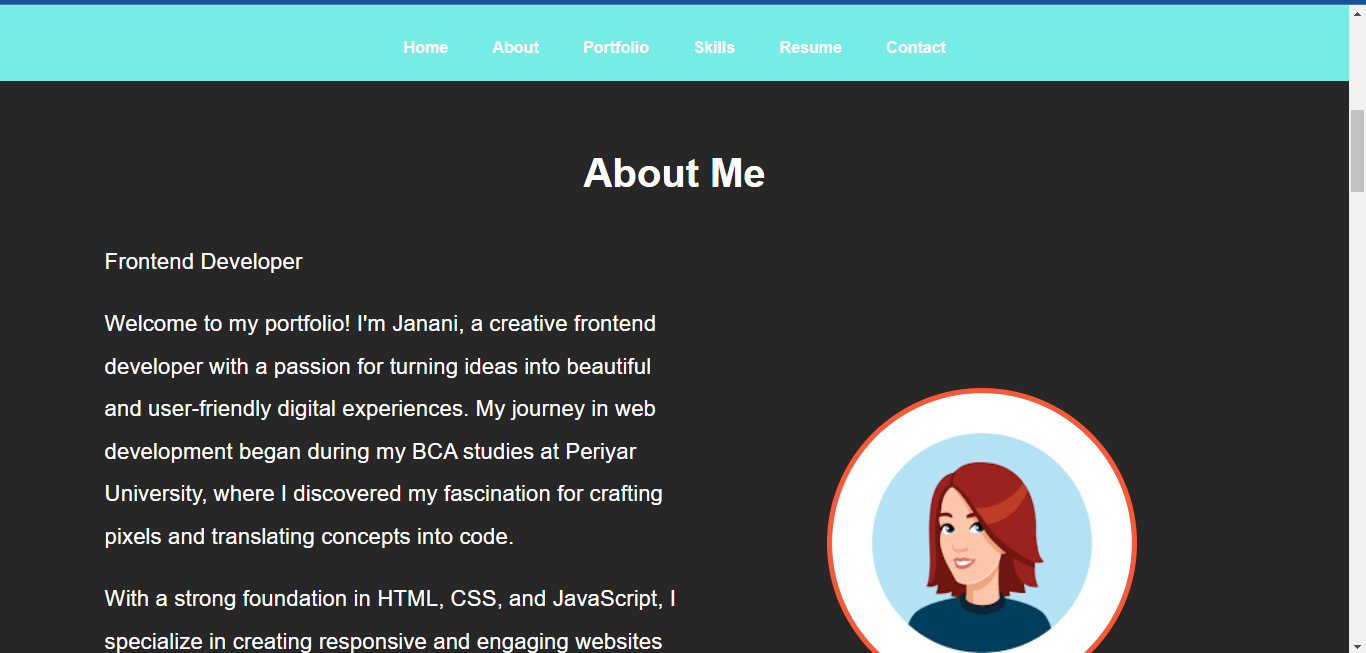 Home About Portfolio Skills Resume Contact
About Me
Frontend Developer
Welcome to my portfolio! I'm Janani, a creative frontend
developer with a passion for turning ideas into beautiful
and user-friendly digital experiences. My journey in web
development began during my BCA studies at Periyar
University, where I discovered my fascination for crafting
pixels and translating concepts into code.
With a strong foundation in HTML, CSS, and JavaScript, I
specialize in creating responsive and engaging websites